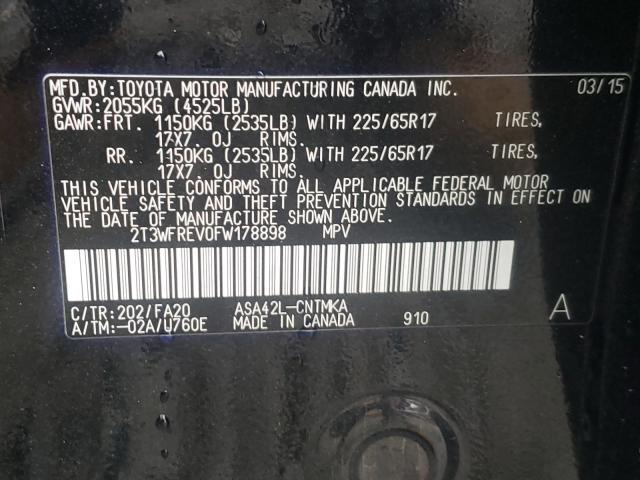 MFD.BY:TOYOTA MOTOR MANUFACTURING CANADA INC. 03/15
GVWR:2055KG (4525LB)
GAWR:FRT. 1150KG (2535LB) WITH 225/65R17 TIRES,
17X7. 0J RIMS.
RR. 1150KG (2535LB) WITH 225/65R17 TIRES,
17X7. 0J RIMS.
THIS VEHICLE CONFORMS TO ALL APPLICABLE FEDERAL MOTOR
VEHICLE SAFETY AND THEFT PREVENTION STANDARDS IN EFFECT ON
THE DATE OF MANUFACTURE SHOWN ABOVE.
2T3WFREV0FW178898 MPV
C/TR:202/FA20 ASA42L-CNTMKA
A/TM:-02A/U760E MADE IN CANADA 910 A